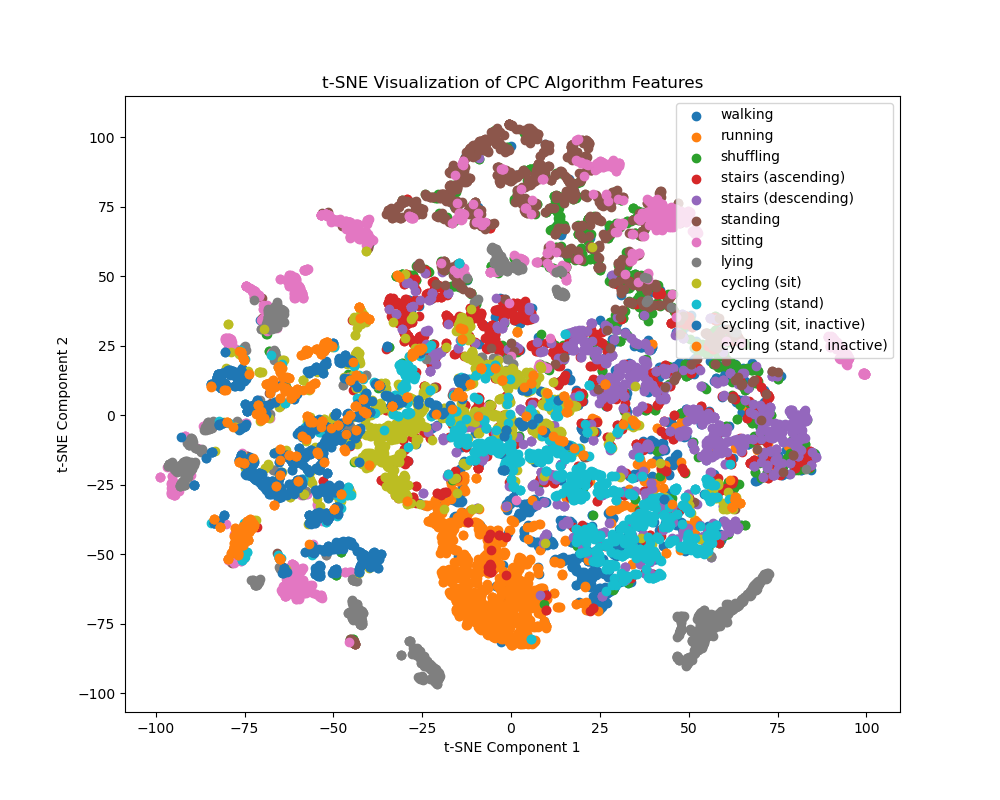 t-SNE Visualization of CPC Algorithm Features
walking
running
shuffling
stairs (ascending)
stairs (descending)
standing
sitting
lying
cycling (sit)
cycling (stand)
cycling (sit, inactive)
cycling (stand, inactive)
t-SNE Component 2
100
75
50
25
0
−25
−50
−75
−100
−100
−75
−50
−25
0
25
50
75
100
t-SNE Component 1